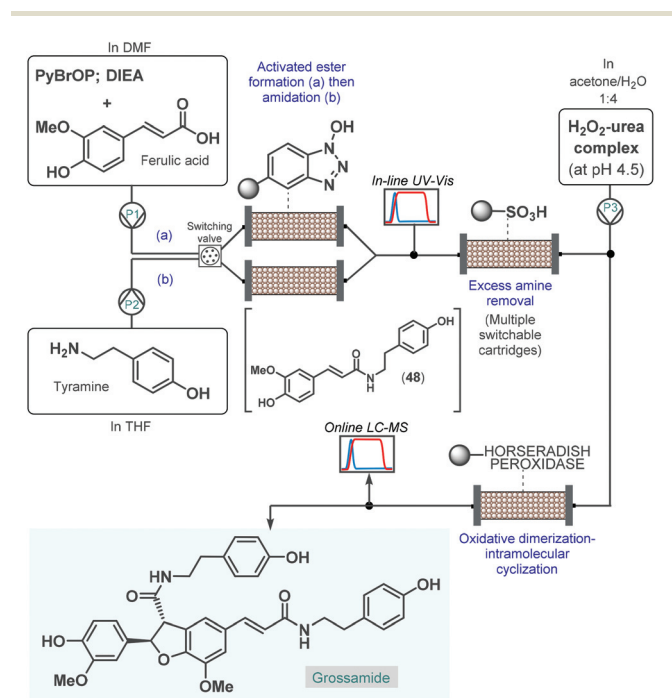 In DMF
PyBrOP; DIEA
+
MeO
HO
O
OH
Ferulic acid
P1
(a)
Switching
valve
(b)
P2
H2N
Tyramine
OH
In THF
Activated ester
formation (a) then
amidation (b)
OH
N
N
N
In-line UV-Vis
SO3H
Excess amine
removal
(Multiple
switchable
cartridges)
In
acetone/H2O
1:4
H2O2-urea
complex
(at pH 4.5)
P3
MeO
HO
O
N
H
OH
(48)
Online LC-MS
HORSERADISH
PEROXIDASE
Oxidative dimerization-
intramolecular
cyclization
OH
HN
O
O
N
H
OH
HO
MeO
O
OMe
Grossamide